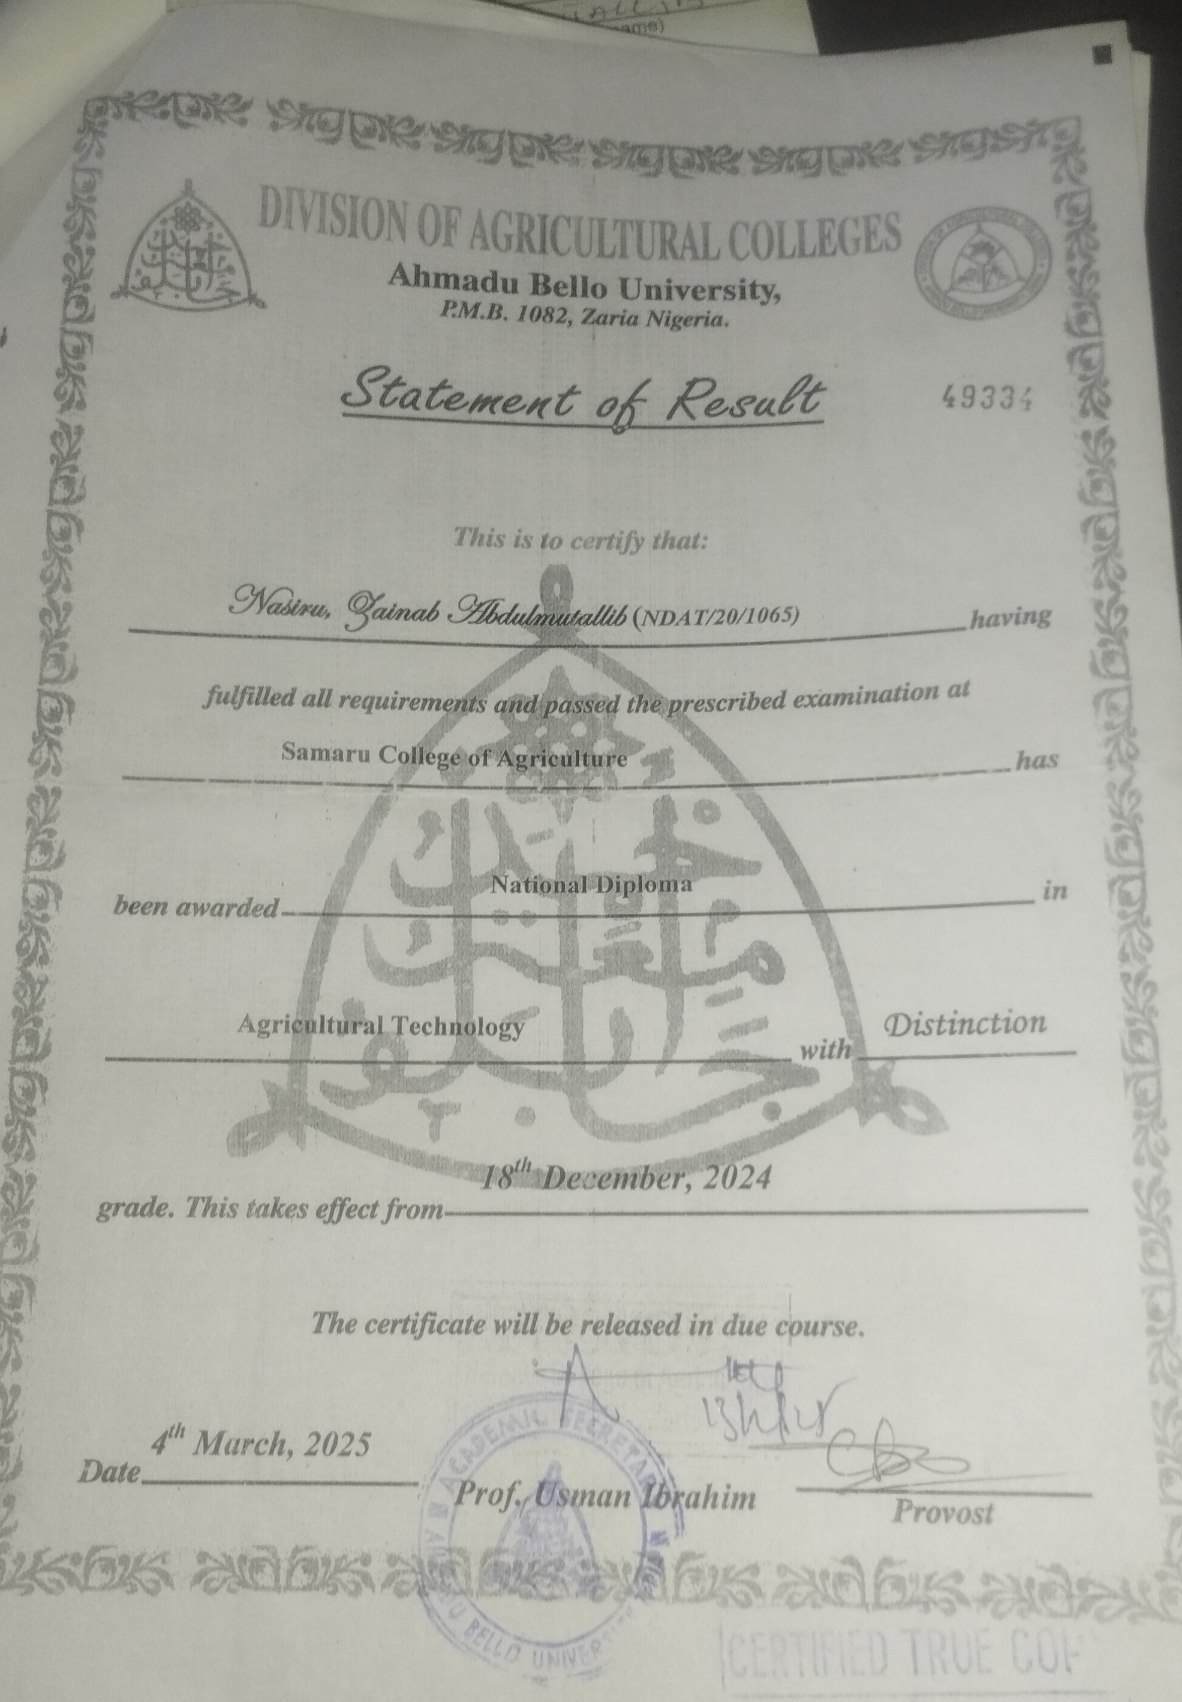 DIVISION OF AGRICULTURAL COLLEGES
Ahmadu Bello University,
P.M.B. 1082, Zaria Nigeria.
Statement of Result
49334
This is to certify that:
Nasiru, Zainab Abdulmutallib (NDAT/20/1065) having
fulfilled all requirements and passed the prescribed examination at
Samaru College of Agriculture has
been awarded National Diploma in
Agricultural Technology with Distinction
grade. This takes effect from 18th December, 2024
The certificate will be released in due course.
Date 4th March, 2025
Prof. Usman Ibrahim
Provost
ACADEMIC SECRETARY
BELLO
CERTIFIED TRUE